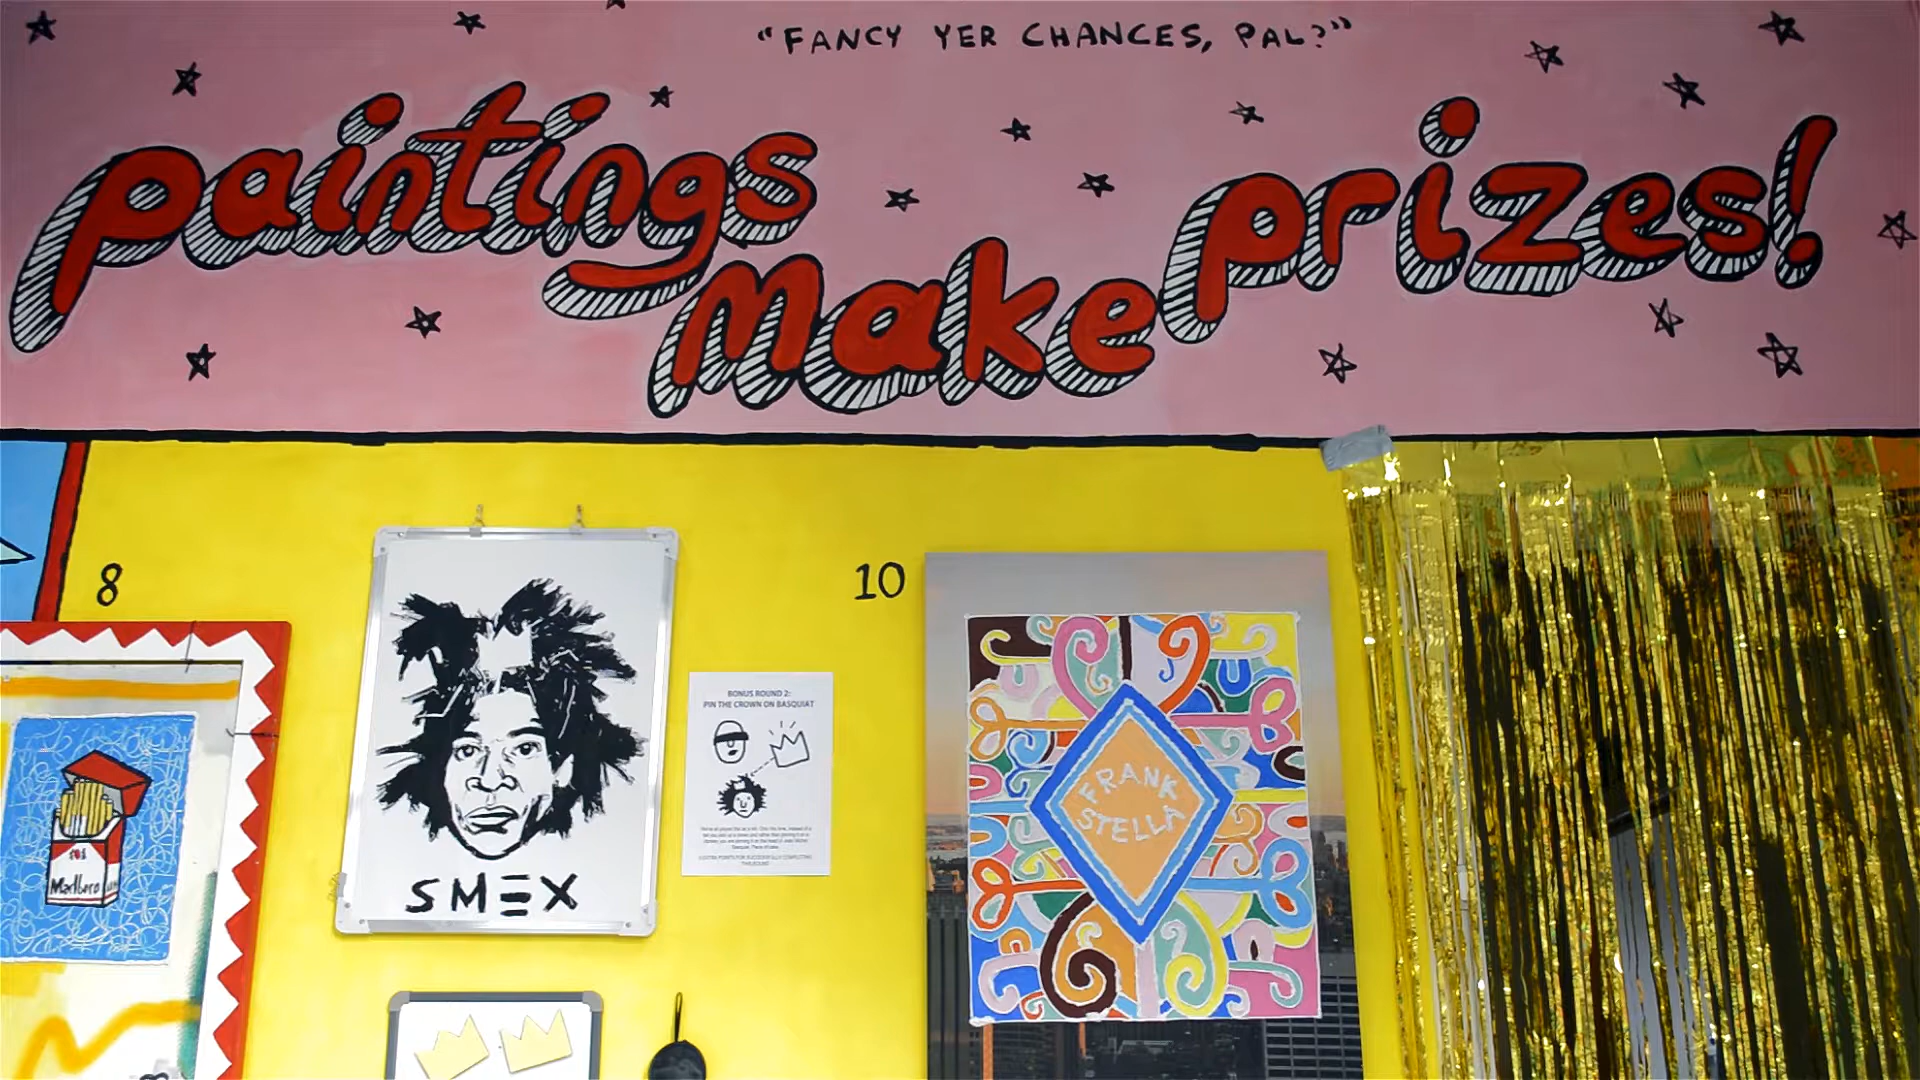 "FANCY YER CHANCES, PAL?"
paintings
make
prizes!
8
10
BONUS ROUND 2:
PIN THE CROWN ON BASQUIAT
FRANK
STELLA
Marlboro
SMEX